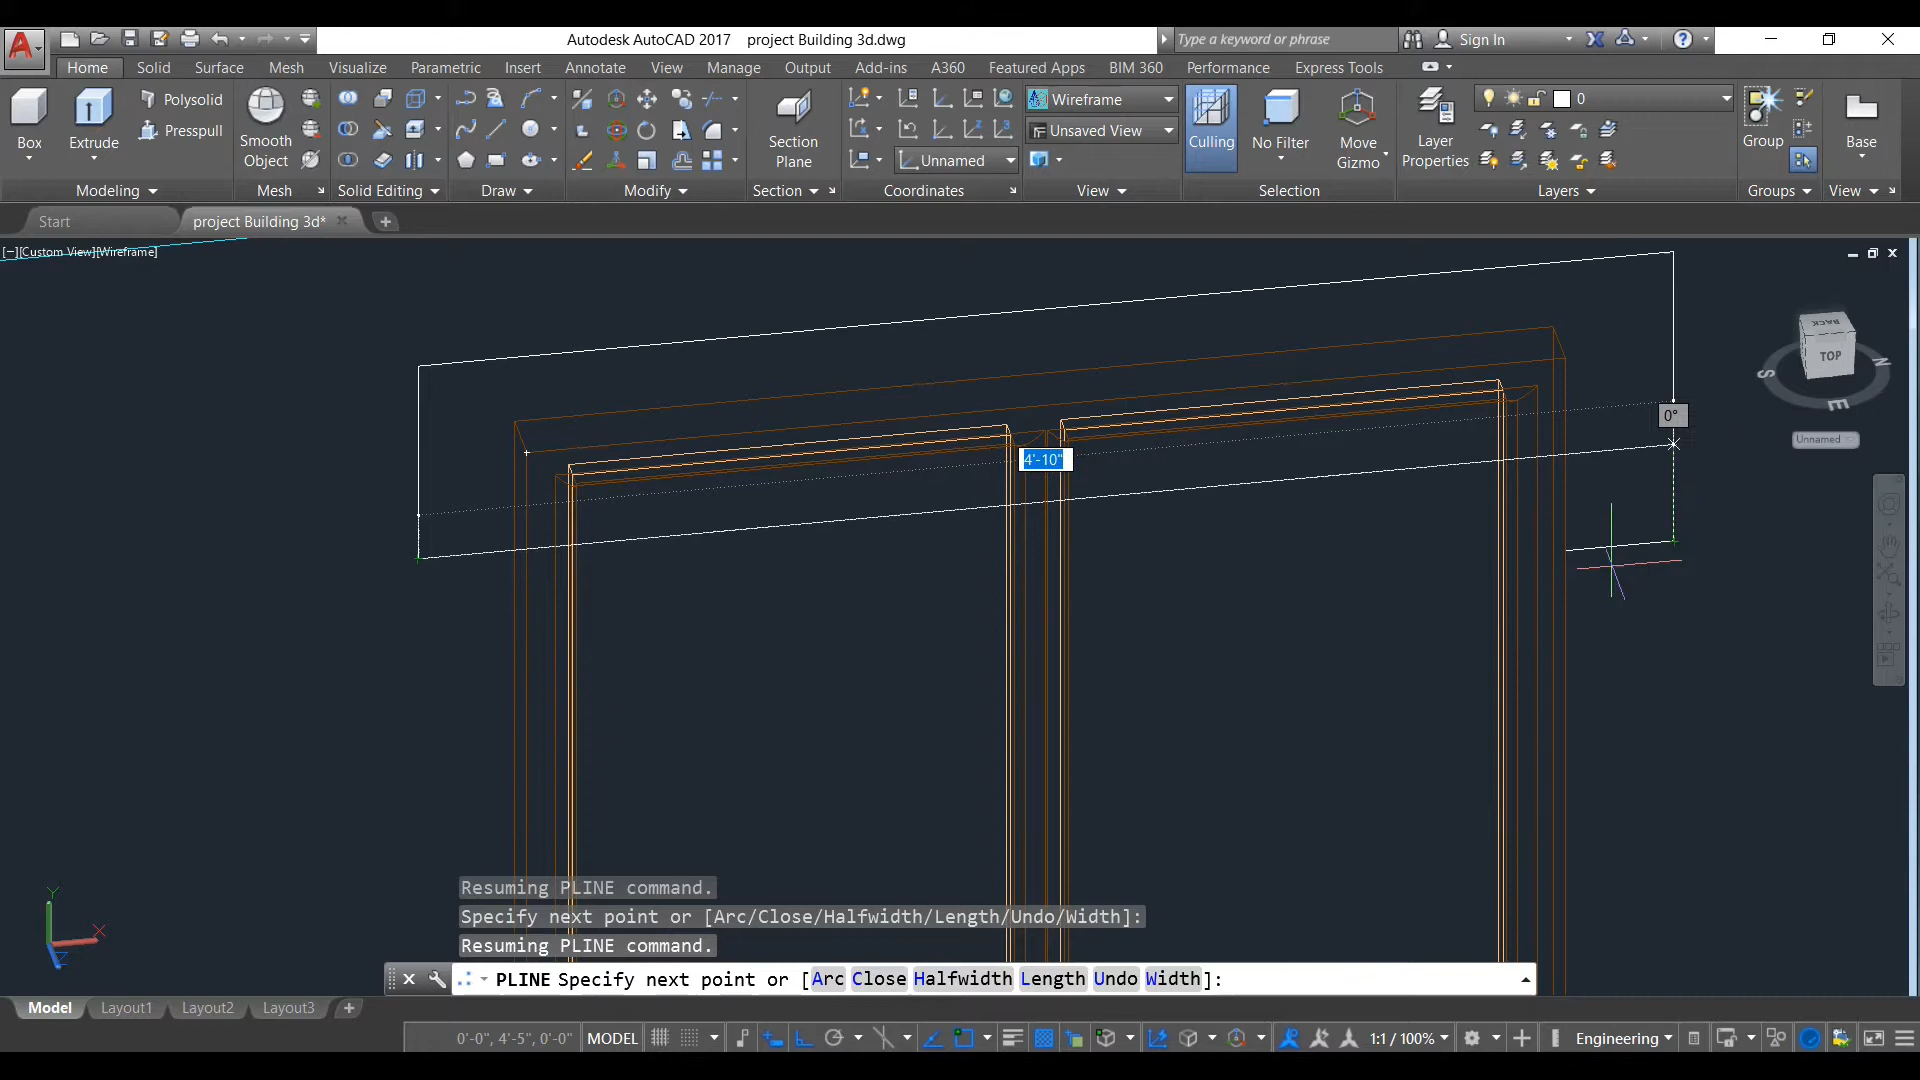 Autodesk AutoCAD 2017 project Building 3d.dwg
Type a keyword or phrase
Sign In
Home Solid Surface Mesh Visualize Parametric Insert Annotate View Manage Output Add-ins A360 Featured Apps BIM 360 Performance Express Tools
Box
Extrude
Polysolid
Presspull
Modeling
Smooth
Object
Mesh
Solid Editing
Draw
Modify
Section
Plane
Section
Unnamed
Coordinates
Wireframe
Unsaved View
View
Culling
No Filter
Move
Gizmo
Selection
Layer
Properties
0
Layers
Group
Groups
Base
View
Start
project Building 3d*
[−][Custom View][Wireframe]
BACK
TOP
S
N
E
Unnamed
0°
4'-10"
Y
X
Z
Resuming PLINE command.
Specify next point or [Arc/Close/Halfwidth/Length/Undo/Width]:
Resuming PLINE command.
PLINE Specify next point or [Arc Close Halfwidth Length Undo Width]:
Model Layout1 Layout2 Layout3
0'-0", 4'-5", 0'-0"
MODEL
1:1 / 100%
Engineering